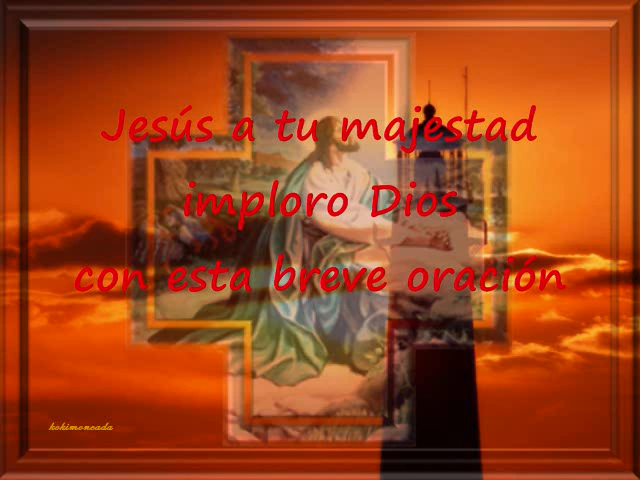 Jesús a tu majestad
imploro Dios
con esta breve oración
kokimoncada